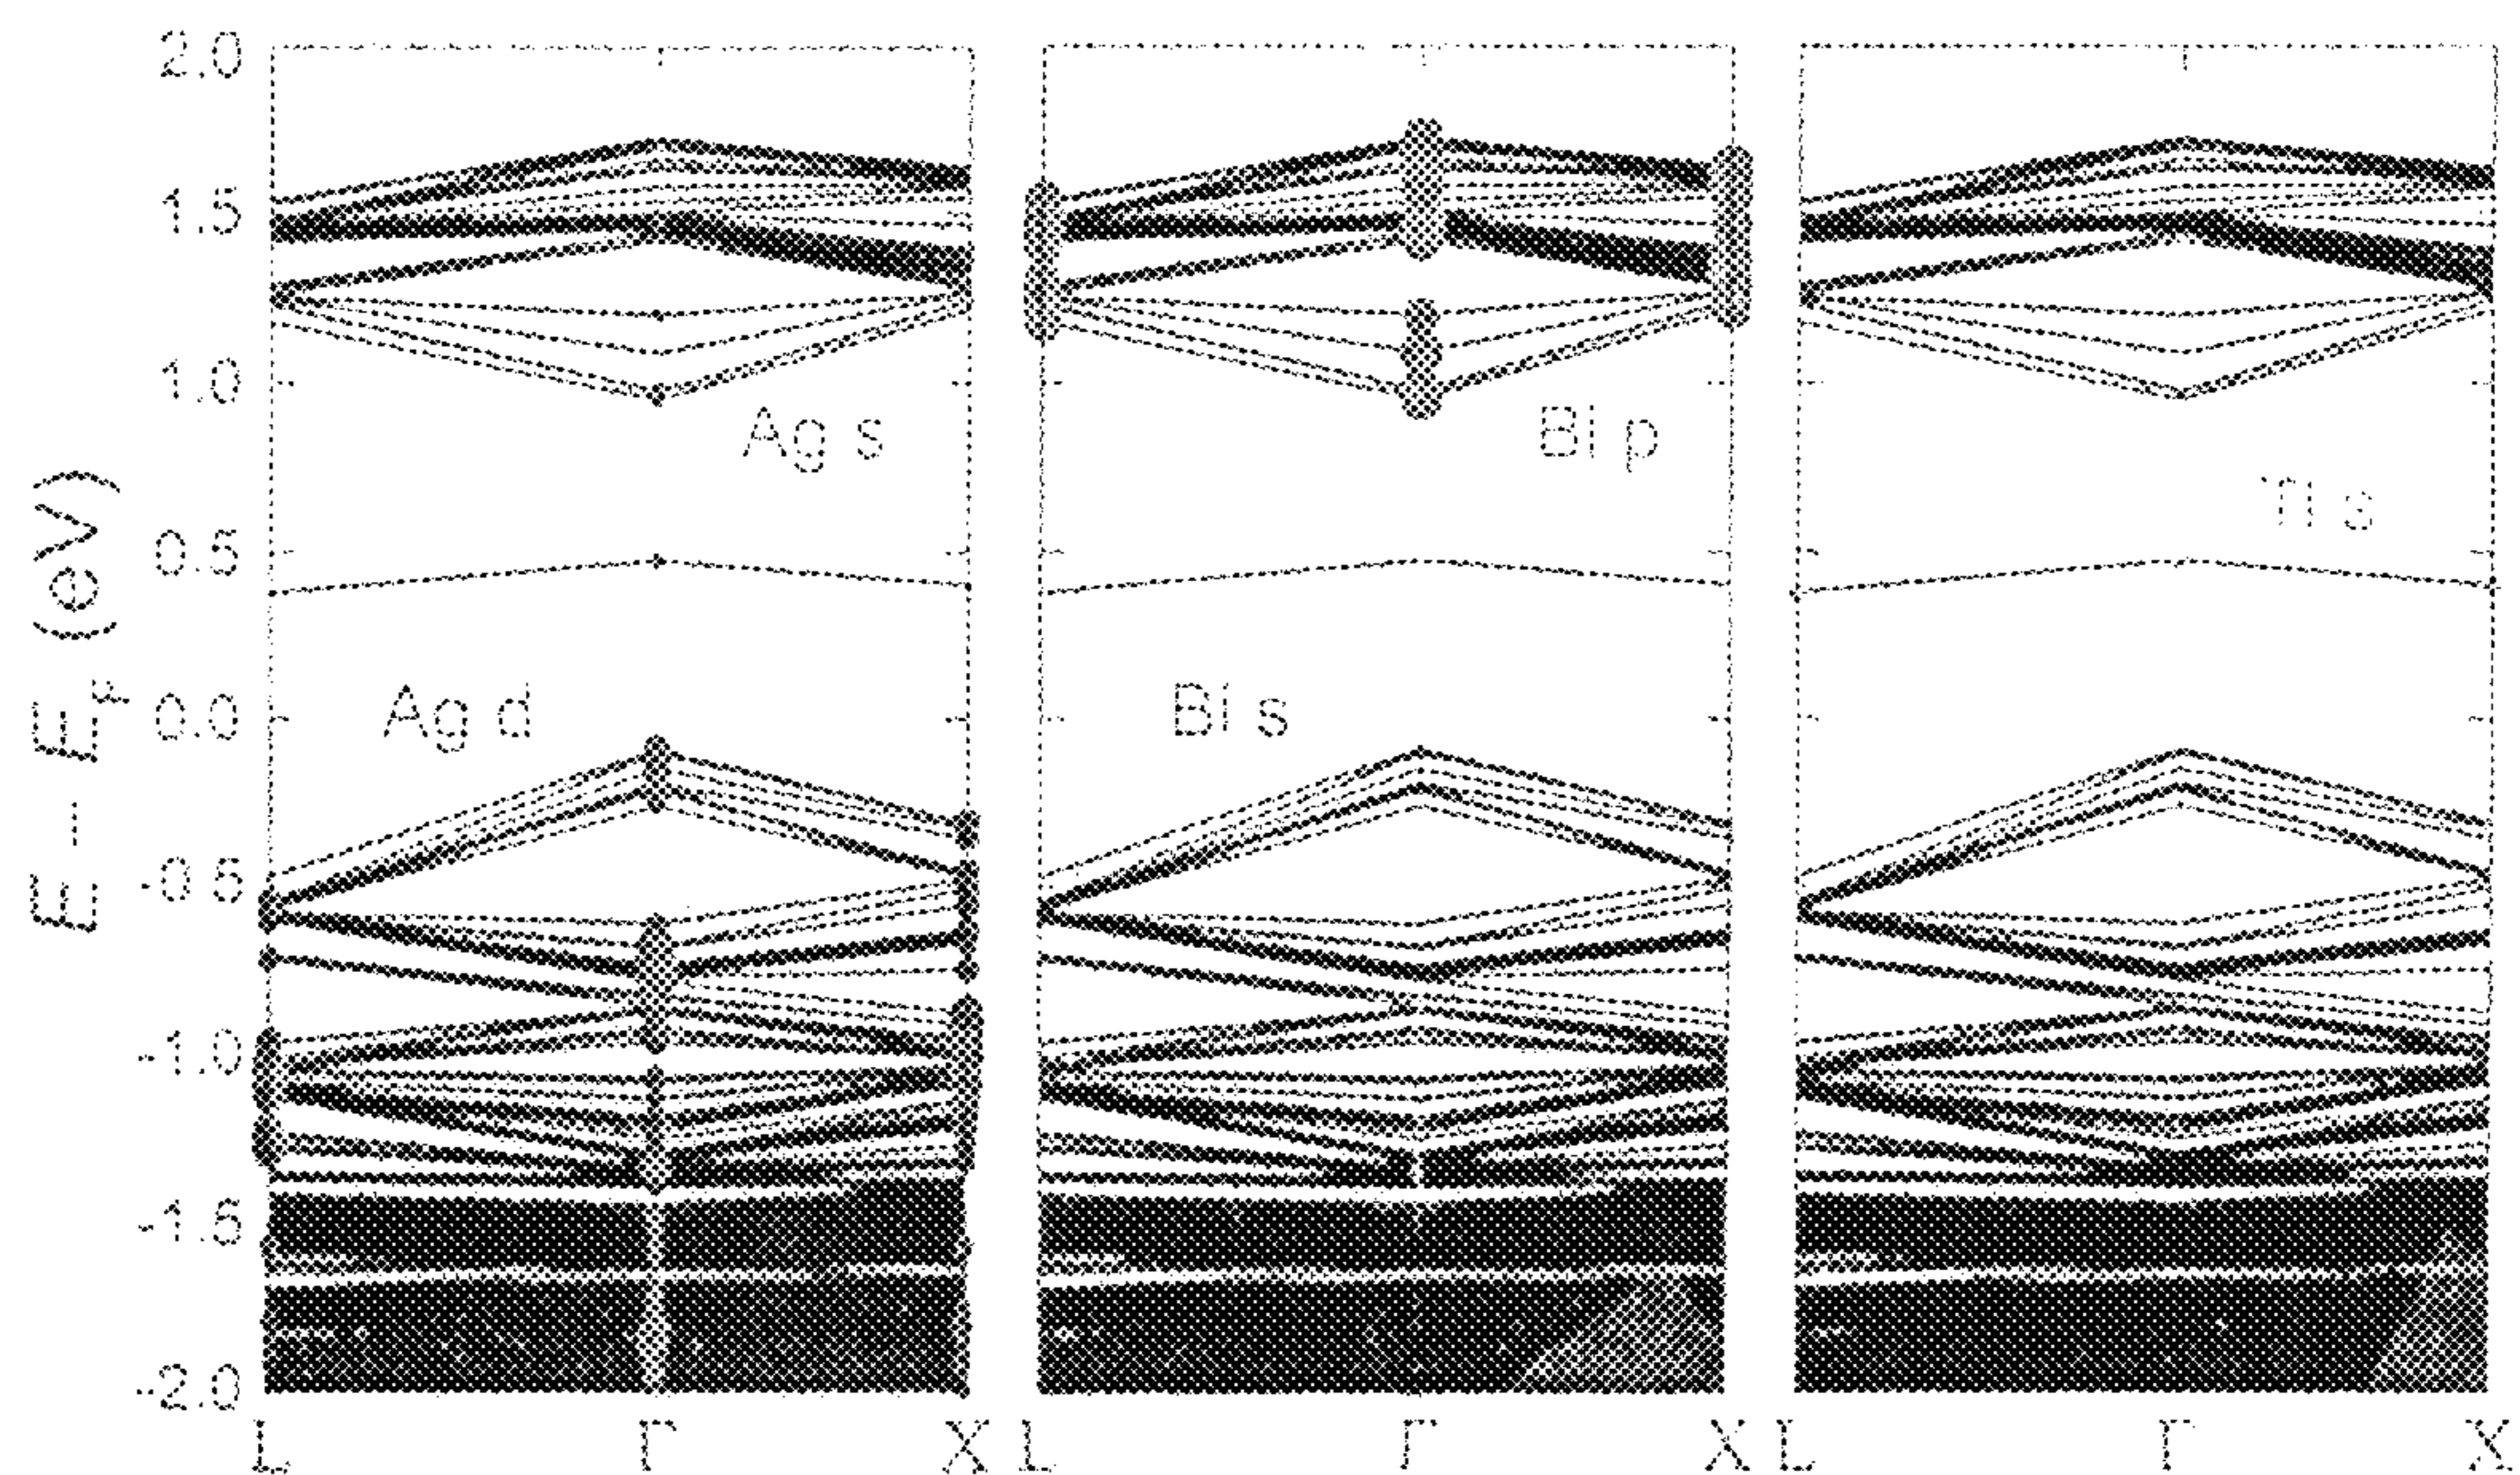 E – E_F (eV)
2.0
1.5
1.0
0.5
0.0
-0.5
-1.0
-1.5
-2.0
Ag s
Bi p
Tl s
Ag d
Bi s
L Γ X L Γ X L Γ X